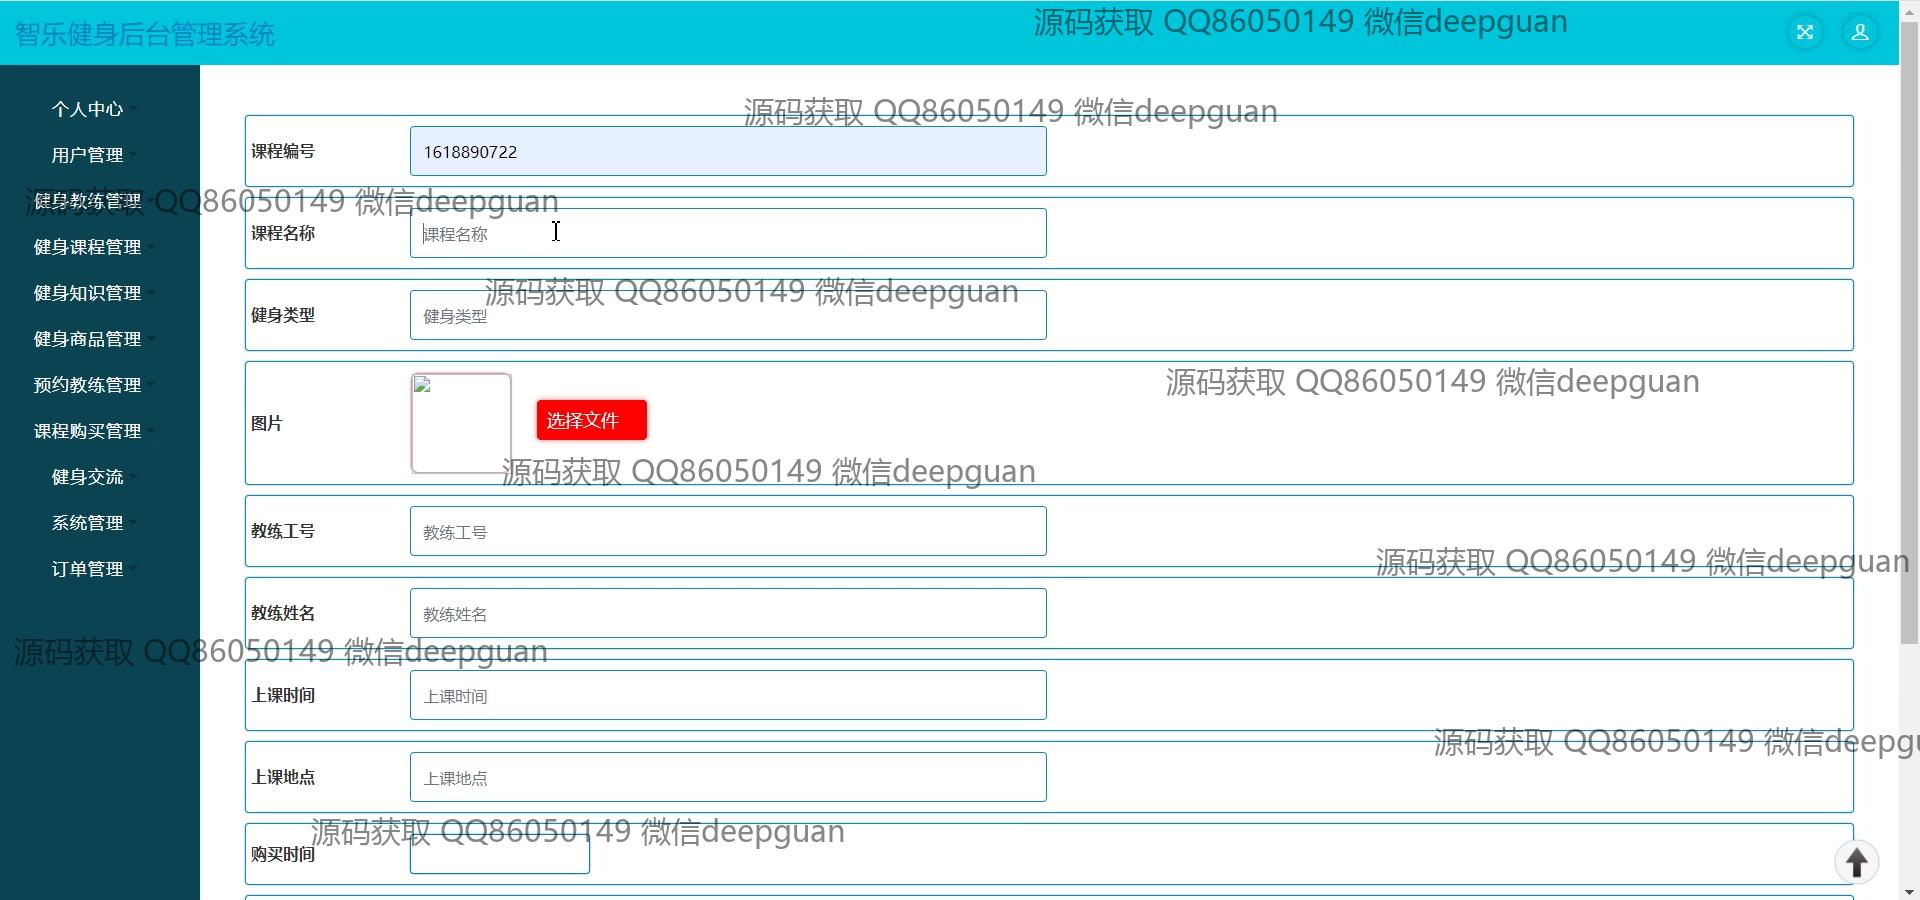 智乐健身后台管理系统
源码获取 QQ86050149 微信deepguan
个人中心
用户管理
健身教练管理
健身课程管理
健身知识管理
健身商品管理
预约教练管理
课程购买管理
健身交流
系统管理
订单管理
源码获取 QQ86050149 微信deepguan
课程编号
1618890722
源码获取 QQ86050149 微信deepguan
课程名称
课程名称
源码获取 QQ86050149 微信deepguan
健身类型
健身类型
源码获取 QQ86050149 微信deepguan
图片
选择文件
源码获取 QQ86050149 微信deepguan
教练工号
教练工号
源码获取 QQ86050149 微信deepguan
教练姓名
教练姓名
源码获取 QQ86050149 微信deepguan
上课时间
上课时间
源码获取 QQ86050149 微信deepgu
上课地点
上课地点
源码获取 QQ86050149 微信deepguan
购买时间